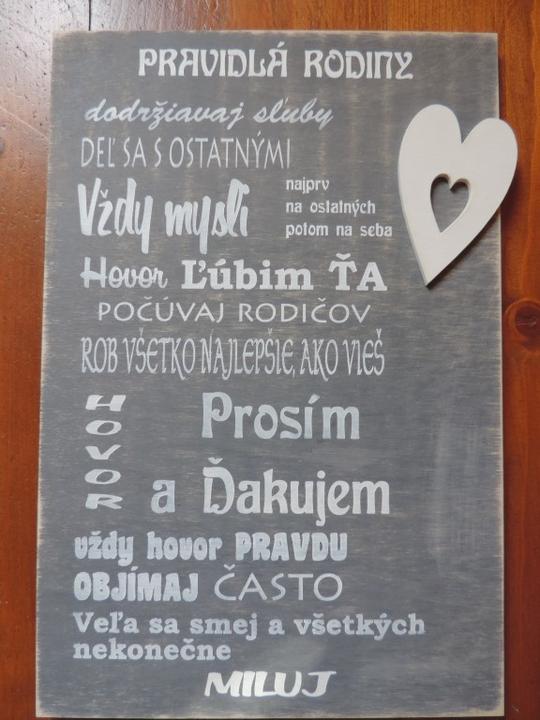 PRAVIDLÁ RODINY
dodržiavaj sľuby
DEĽ SA S OSTATNÝMI
Vždy mysli
najprv
na ostatných
potom na seba
Hovor Ľúbim ŤA
POČÚVAJ RODIČOV
ROB VŠETKO NAJLEPŠIE, AKO VIEŠ
HOVOR
Prosím
a Ďakujem
vždy hovor PRAVDU
OBJÍMAJ ČASTO
Veľa sa smej a všetkých
nekonečne
MILUJ